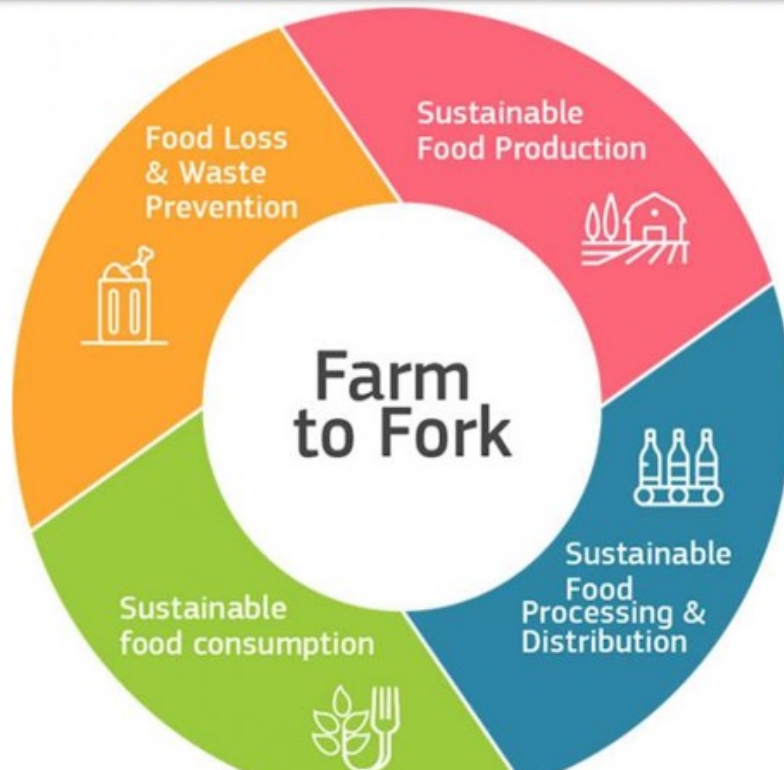 Food Loss
& Waste
Prevention
Sustainable
Food Production
Farm
to Fork
Sustainable
Food
Processing &
Distribution
Sustainable
food consumption